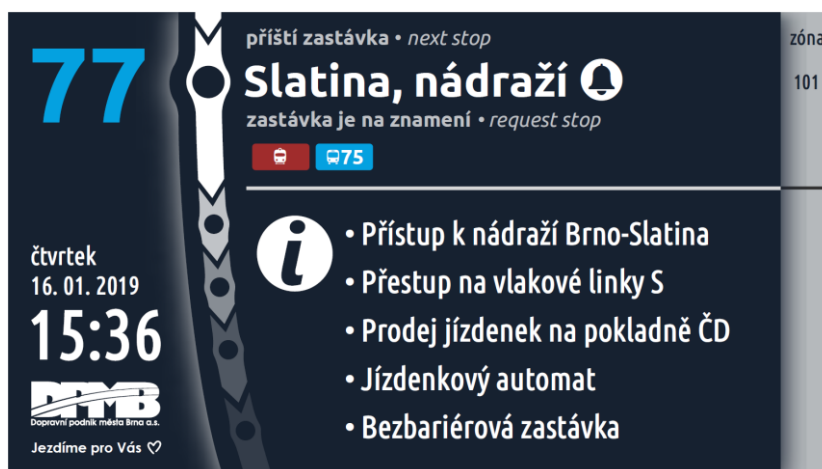 77
příští zastávka • next stop
Slatina, nádraží
zastávka je na znamení • request stop
75
zóna
101
• Přístup k nádraží Brno-Slatina
• Přestup na vlakové linky S
• Prodej jízdenek na pokladně ČD
• Jízdenkový automat
• Bezbariérová zastávka
čtvrtek
16. 01. 2019
15:36
DPMB
Dopravní podnik města Brna a.s.
Jezdíme pro Vás ♡